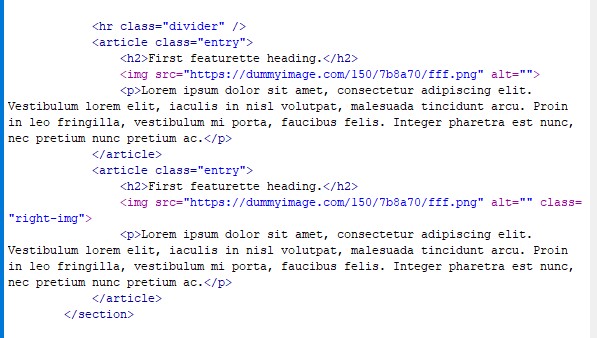 <hr class="divider" />
<article class="entry">
<h2>First featurette heading.</h2>
<img src="https://dummyimage.com/150/7b8a70/fff.png" alt="">
<p>Lorem ipsum dolor sit amet, consectetur adipiscing elit.
Vestibulum lorem elit, iaculis in nisl volutpat, malesuada tincidunt arcu. Proin
in leo fringilla, vestibulum mi porta, faucibus felis. Integer pharetra est nunc,
nec pretium nunc pretium ac.</p>
</article>
<article class="entry">
<h2>First featurette heading.</h2>
<img src="https://dummyimage.com/150/7b8a70/fff.png" alt="" class=
"right-img">
<p>Lorem ipsum dolor sit amet, consectetur adipiscing elit.
Vestibulum lorem elit, iaculis in nisl volutpat, malesuada tincidunt arcu. Proin
in leo fringilla, vestibulum mi porta, faucibus felis. Integer pharetra est nunc,
nec pretium nunc pretium ac.</p>
</article>
</section>